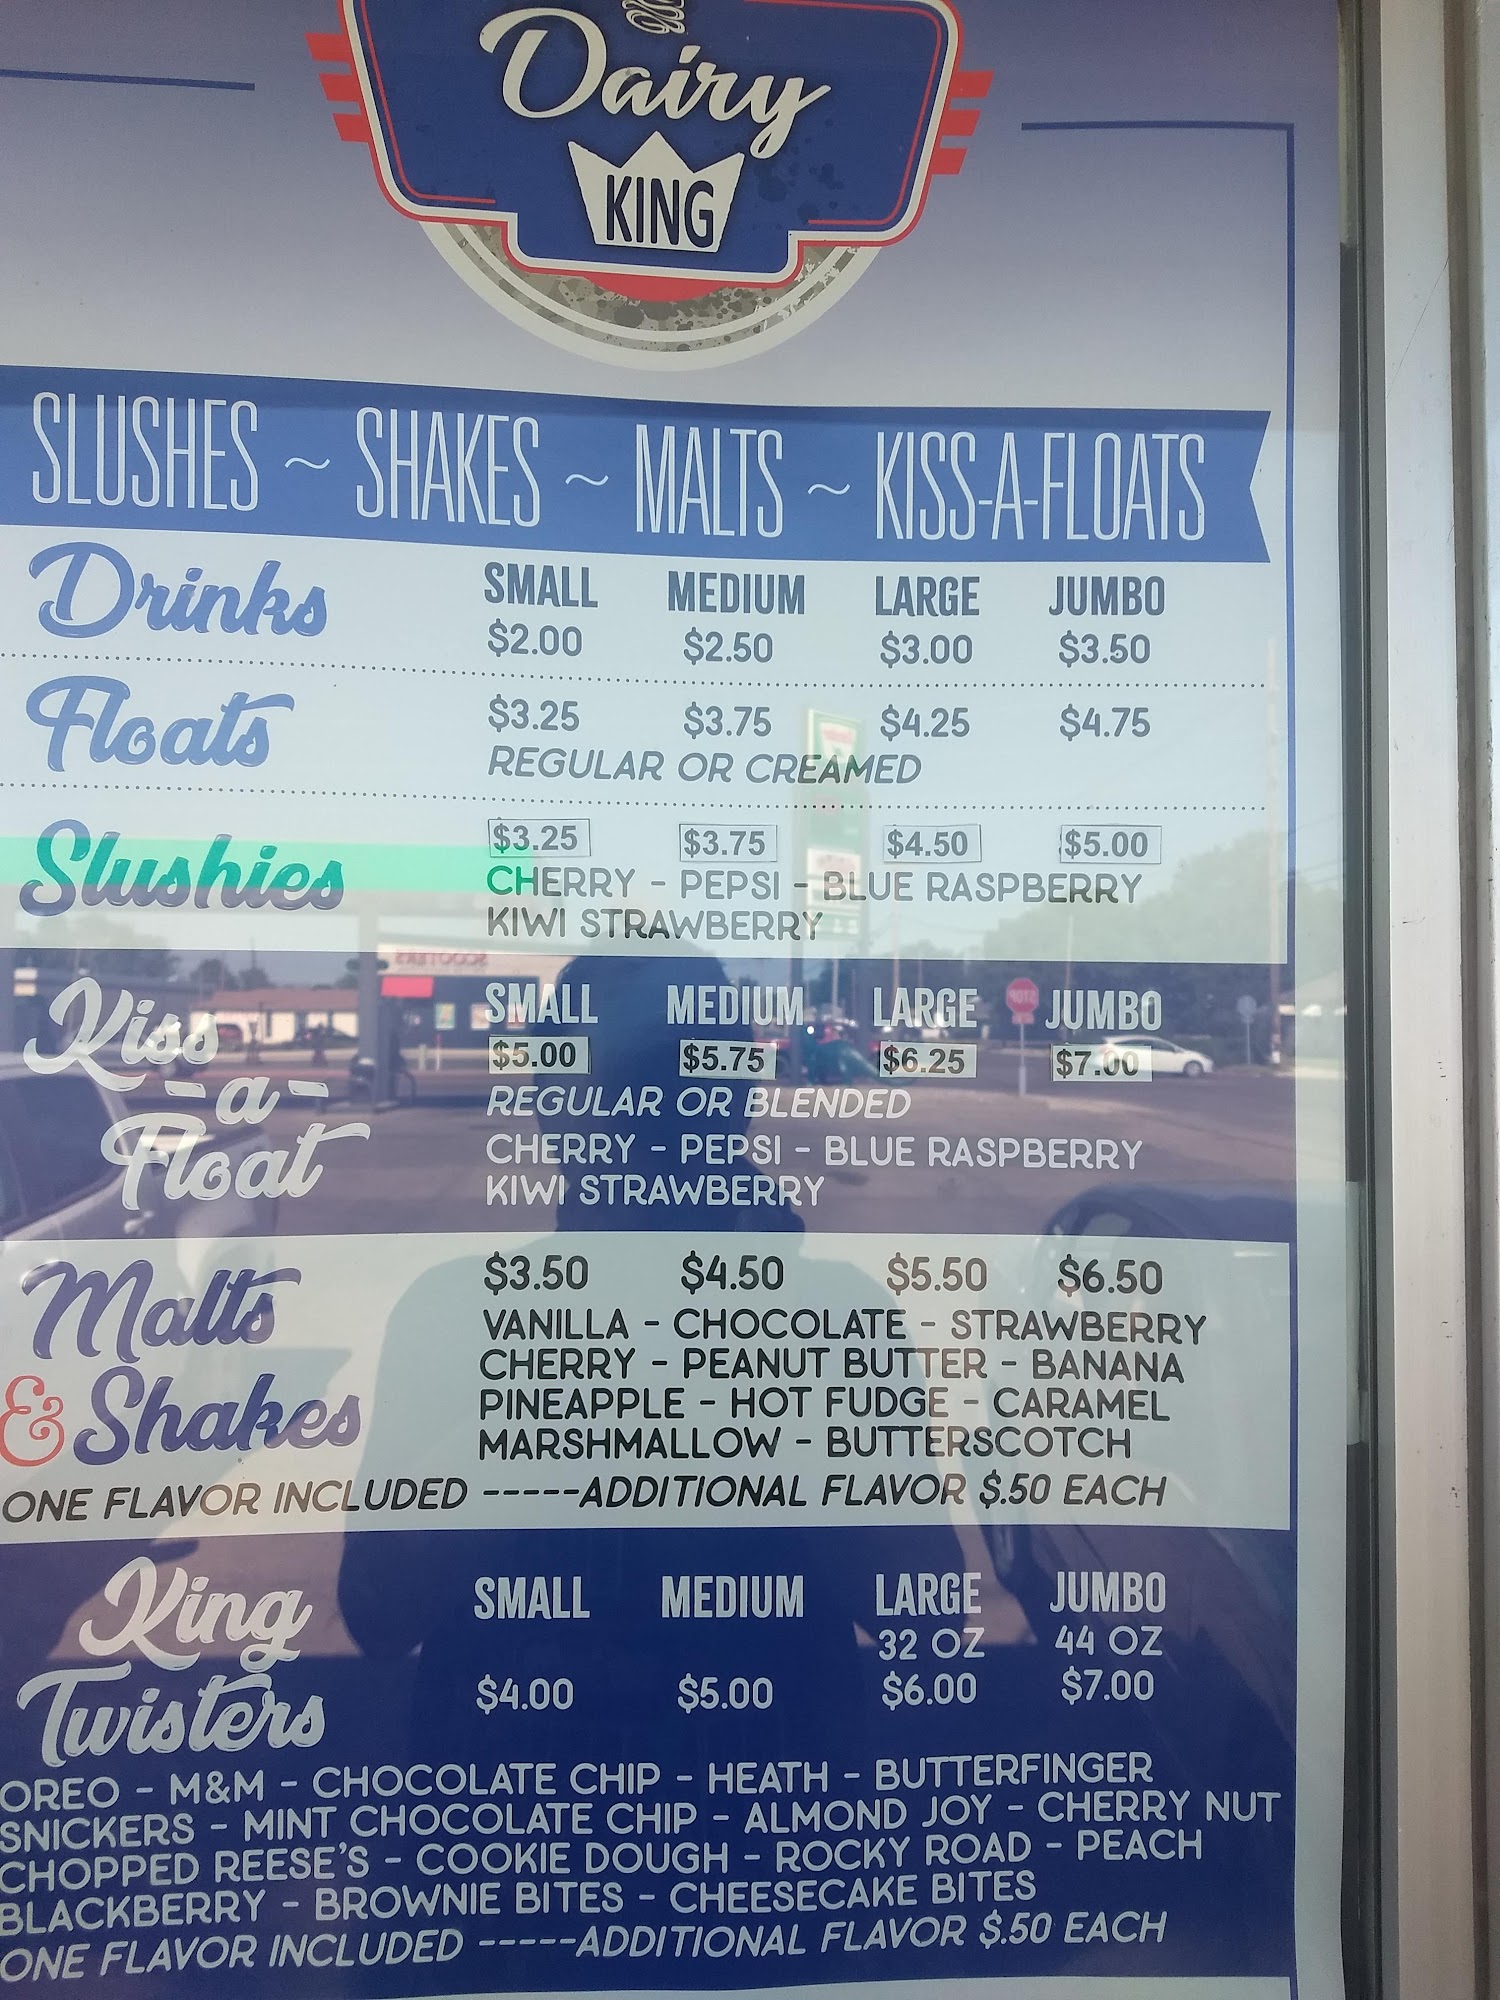 Dairy
KING
SLUSHES ~ SHAKES ~ MALTS ~ KISS-A-FLOATS
Drinks
SMALL MEDIUM LARGE JUMBO
$2.00 $2.50 $3.00 $3.50
Floats
$3.25 $3.75 $4.25 $4.75
REGULAR OR CREAMED
Slushies
$3.25 $3.75 $4.50 $5.00
CHERRY - PEPSI - BLUE RASPBERRY
KIWI STRAWBERRY
Kiss
-a-
Float
SMALL MEDIUM LARGE JUMBO
$5.00 $5.75 $6.25 $7.00
REGULAR OR BLENDED
CHERRY - PEPSI - BLUE RASPBERRY
KIWI STRAWBERRY
Malts
& Shakes
$3.50 $4.50 $5.50 $6.50
VANILLA - CHOCOLATE - STRAWBERRY
CHERRY - PEANUT BUTTER - BANANA
PINEAPPLE - HOT FUDGE - CARAMEL
MARSHMALLOW - BUTTERSCOTCH
ONE FLAVOR INCLUDED -----ADDITIONAL FLAVOR $.50 EACH
King
Twisters
SMALL MEDIUM LARGE JUMBO
32 OZ 44 OZ
$4.00 $5.00 $6.00 $7.00
OREO - M&M - CHOCOLATE CHIP - HEATH - BUTTERFINGER
SNICKERS - MINT CHOCOLATE CHIP - ALMOND JOY - CHERRY NUT
CHOPPED REESE'S - COOKIE DOUGH - ROCKY ROAD - PEACH
BLACKBERRY - BROWNIE BITES - CHEESECAKE BITES
ONE FLAVOR INCLUDED -----ADDITIONAL FLAVOR $.50 EACH
SCOOTERS
STOP